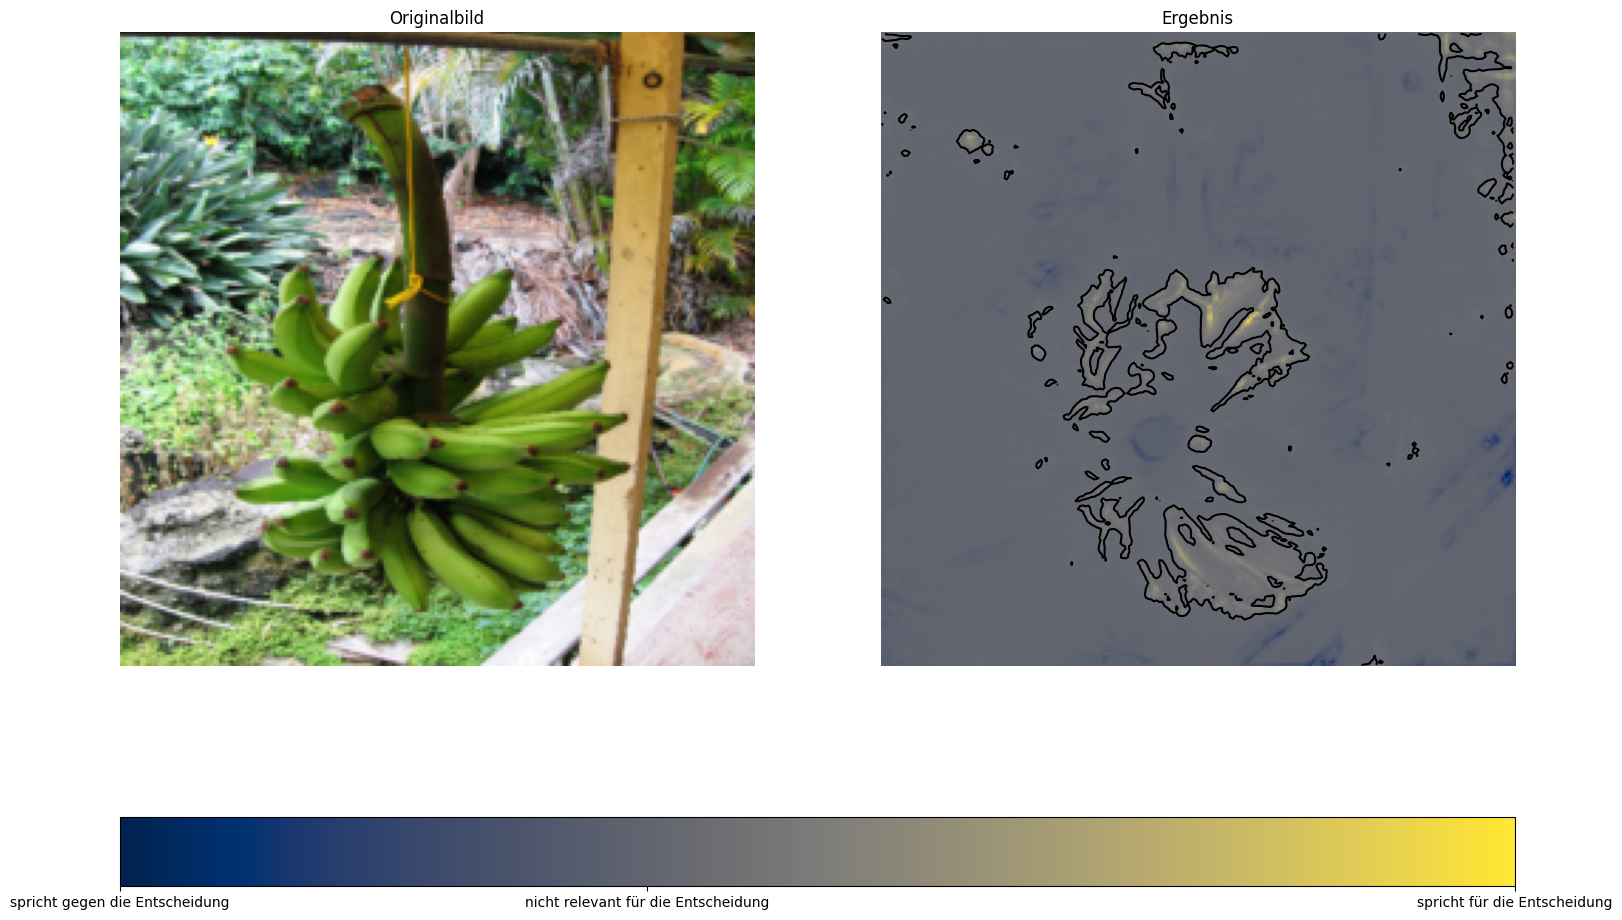 Originalbild
Ergebnis
spricht gegen die Entscheidung
nicht relevant für die Entscheidung
spricht für die Entscheidung